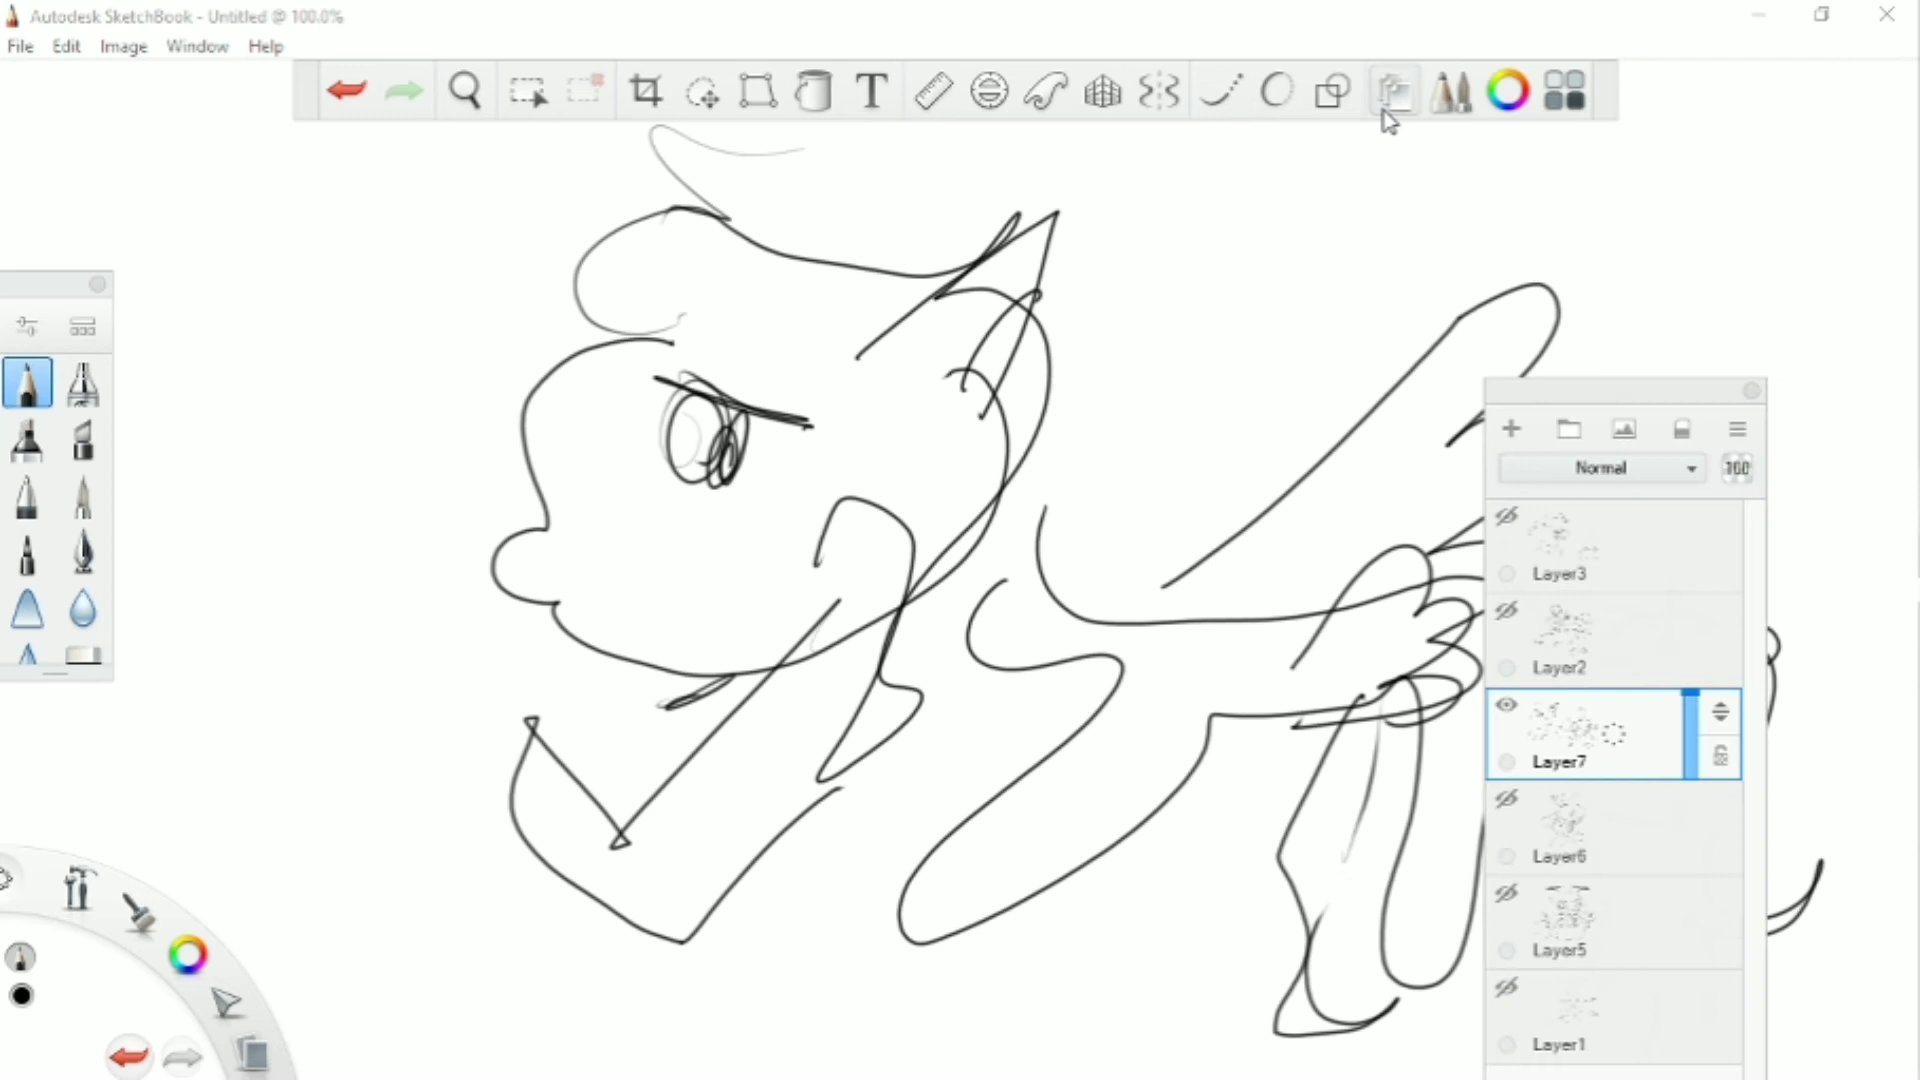 Autodesk SketchBook - Untitled @ 100.0%
File Edit Image Window Help
T
Normal
100
Layer3
Layer2
Layer7
Layer6
Layer5
Layer1